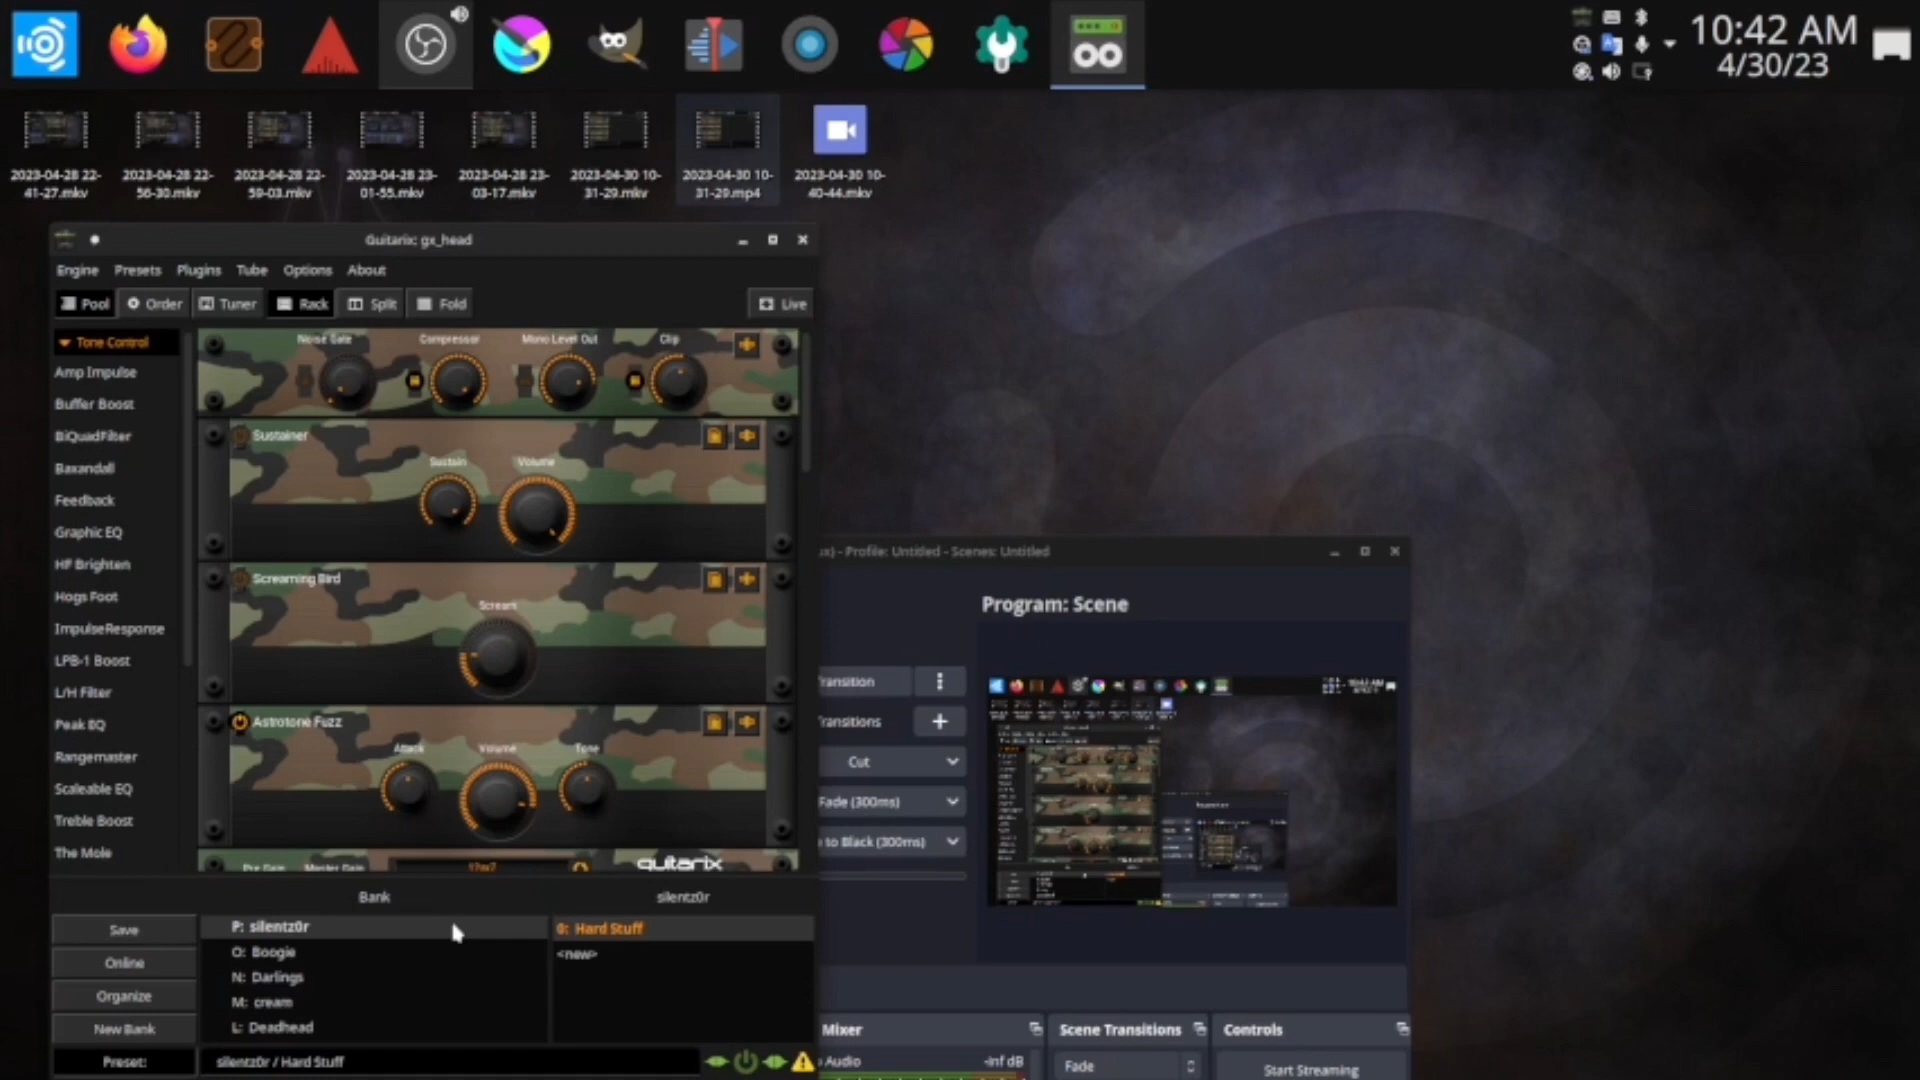 10:42 AM
4/30/23
2023-04-28 22-41-27.mkv
2023-04-28 22-56-30.mkv
2023-04-28 22-59-03.mkv
2023-04-28 23-01-55.mkv
2023-04-28 23-03-17.mkv
2023-04-30 10-31-29.mkv
2023-04-30 10-31-29.mp4
2023-04-30 10-40-44.mkv
Guitarix: gx_head
Engine Presets Plugins Tube Options About
Pool Order Tuner Rack Split Fold Live
Tone Control
Amp Impulse
Buffer Boost
BiQuadFilter
Baxandall
Feedback
Graphic EQ
HF Brighten
Hogs Foot
ImpulseResponse
LPB-1 Boost
L/H Filter
Peak EQ
Rangemaster
Scaleable EQ
Treble Boost
The Mole
Noise Gate Compressor Mono Level Out Clip
Sustainer
Sustain Volume
Screaming Bird
Scream
Astrotone Fuzz
Attack Volume Tone
Pre Gain Master Gain 12ay7 guitarix
Bank silentz0r
Save
Online
Organize
New Bank
P: silentz0r
O: Boogie
N: Darlings
M: cream
L: Deadhead
0: Hard Stuff
<new>
Preset: silentz0r / Hard Stuff
- Profile: Untitled - Scenes: Untitled
Program: Scene
ransition
ransitions
Cut
Fade (300ms)
to Black (300ms)
Mixer Scene Transitions Controls
Audio -inf dB
Fade
Start Streaming